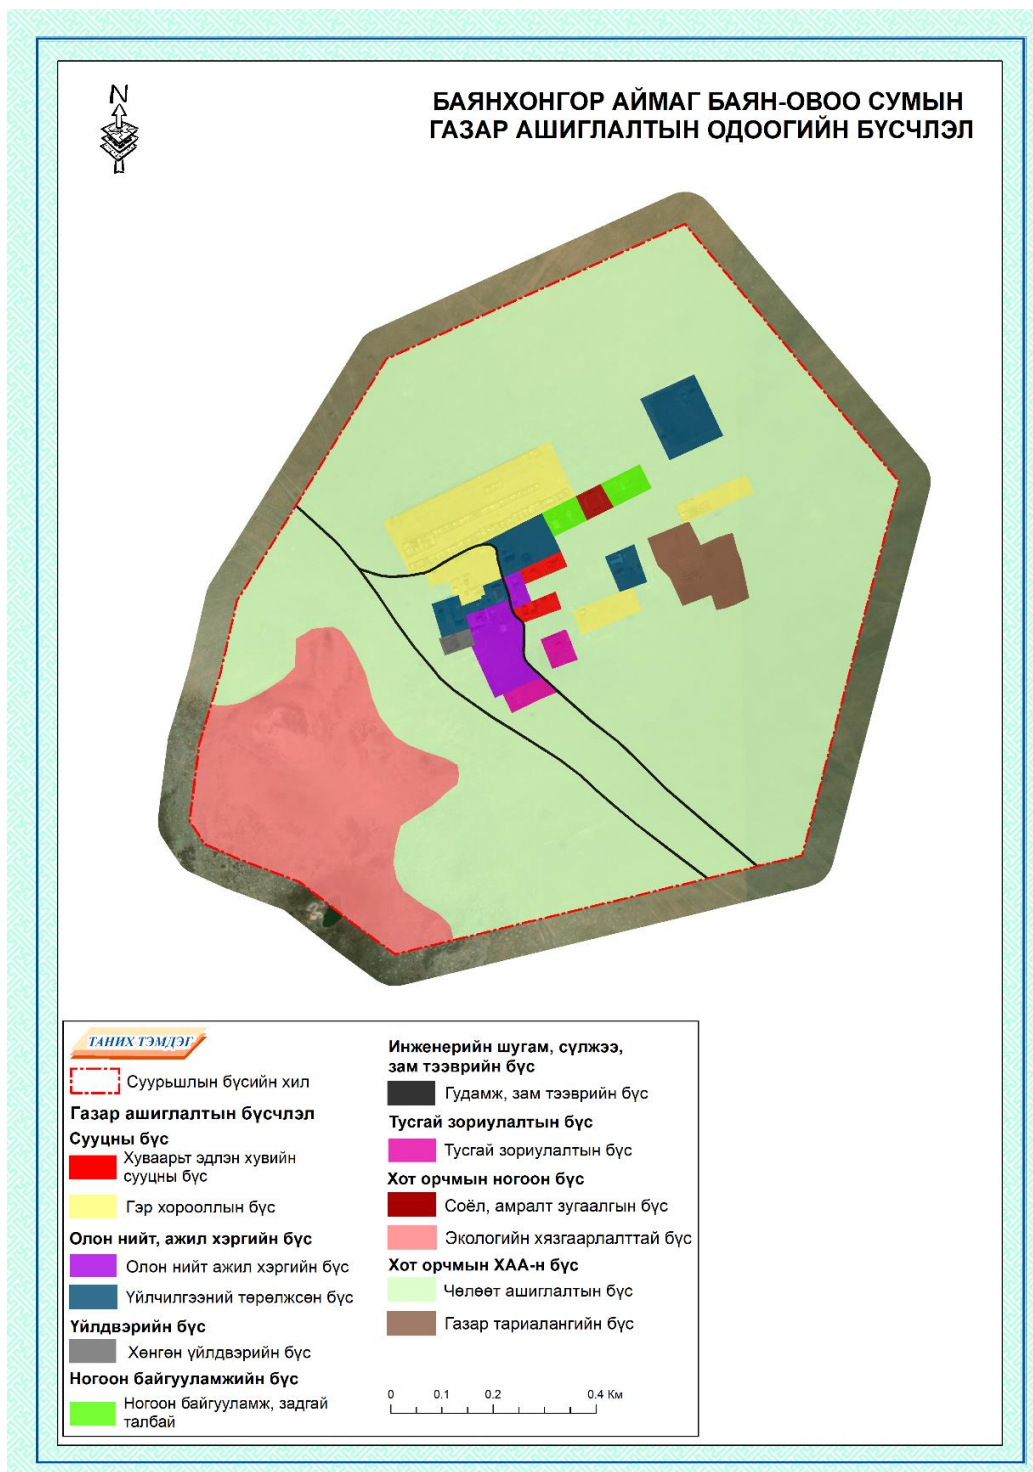 N
БАЯНХОНГОР АЙМАГ БАЯН-ОВОО СУМЫН
ГАЗАР АШИГЛАЛТЫН ОДООГИЙН БҮСЧЛЭЛ
ТАНИХ ТЭМДЭГ
Суурьшлын бүсийн хил
Газар ашиглалтын бүсчлэл
Сууцны бүс
Хуваарьт эдлэн хувийн
сууцны бүс
Гэр хорооллын бүс
Олон нийт, ажил хэргийн бүс
Олон нийт ажил хэргийн бүс
Үйлчилгээний төрөлжсөн бүс
Үйлдвэрийн бүс
Хөнгөн үйлдвэрийн бүс
Ногоон байгууламжийн бүс
Ногоон байгууламж, задгай
талбай
Инженерийн шугам, сүлжээ,
зам тээврийн бүс
Гудамж, зам тээврийн бүс
Тусгай зориулалтын бүс
Тусгай зориулалтын бүс
Хот орчмын ногоон бүс
Соёл, амралт зугаалгын бүс
Экологийн хязгаарлалттай бүс
Хот орчмын ХАА-н бүс
Чөлөөт ашиглалтын бүс
Газар тариалангийн бүс
0 0.1 0.2 0.4 Км